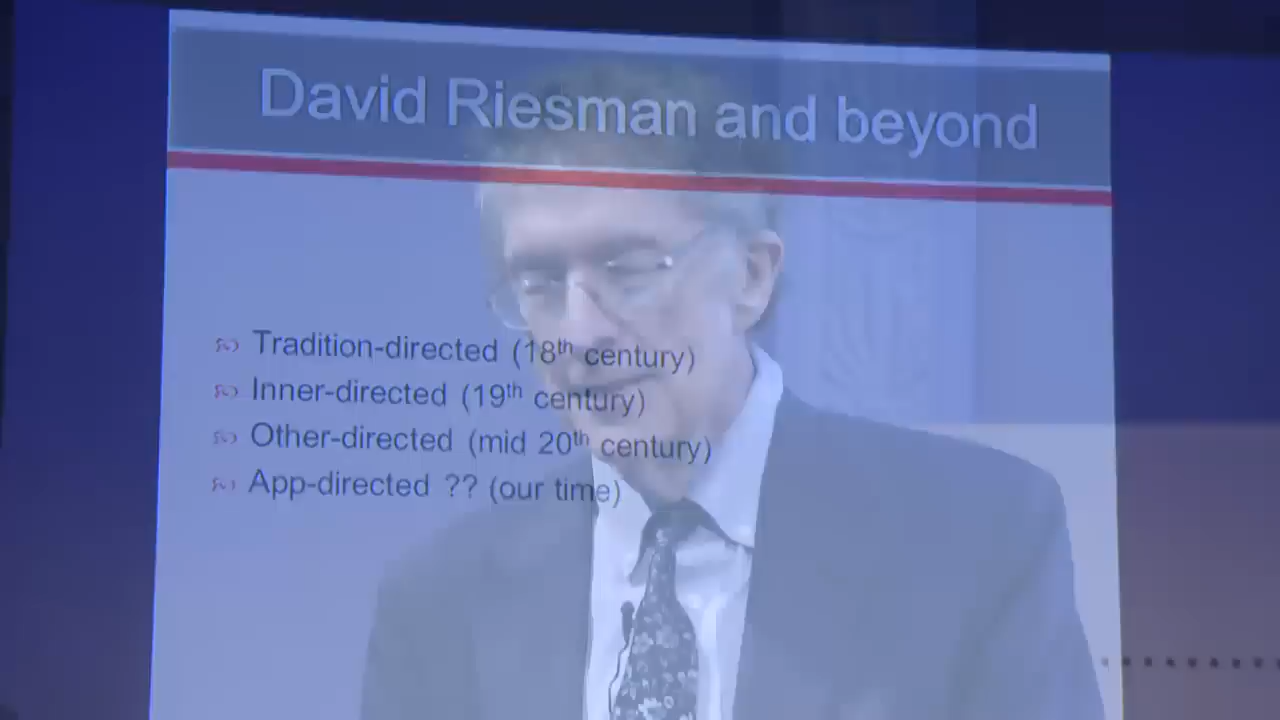 David Riesman and beyond
Tradition-directed (18th century)
Inner-directed (19th century)
Other-directed (mid 20th century)
App-directed ?? (our time)